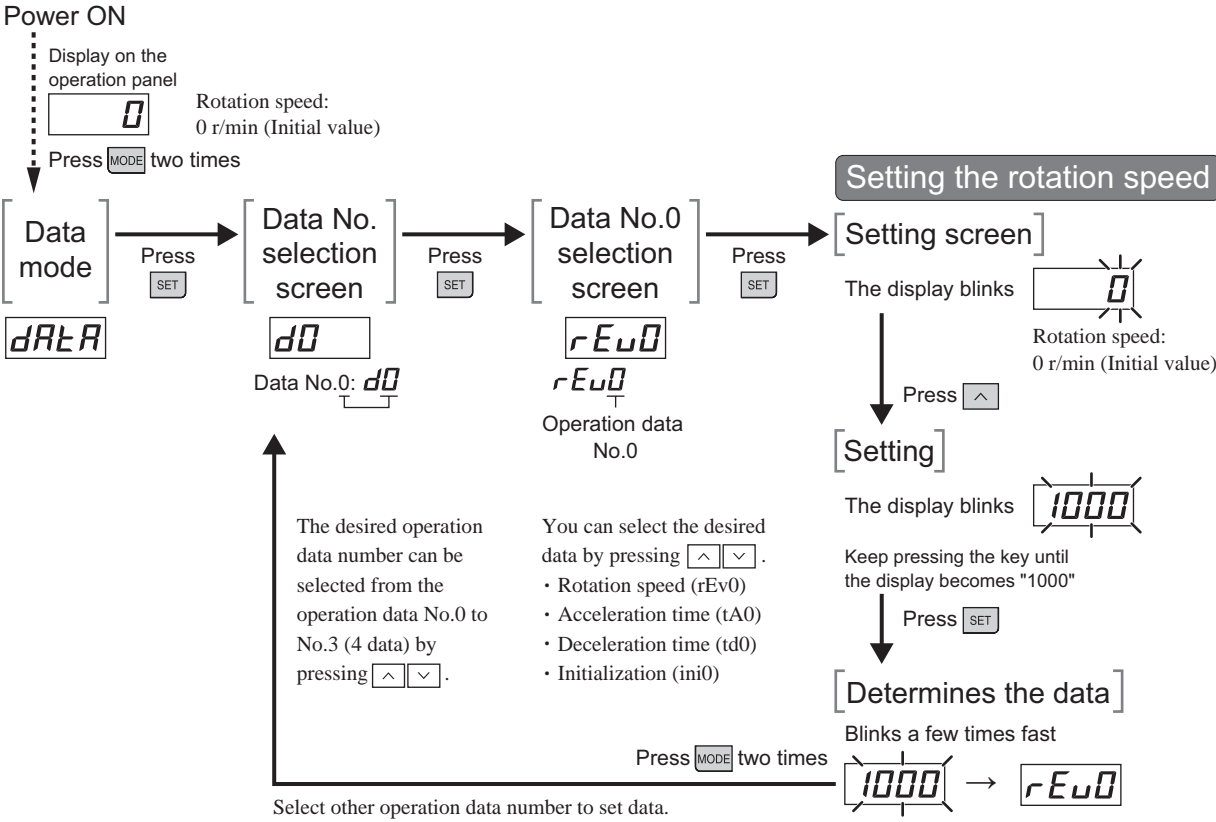 Power ON
Display on the
operation panel
0
Rotation speed:
0 r/min (Initial value)
Press MODE two times
Data
mode
dAtA
Press
SET
Data No.
selection
screen
d0
Data No.0: d0
Press
SET
Data No.0
selection
screen
rEv0
rEv0
Operation data
No.0
Press
SET
Setting the rotation speed
[Setting screen]
The display blinks
0
Rotation speed:
0 r/min (Initial value)
Press ^
[Setting]
The display blinks
1000
Keep pressing the key until
the display becomes "1000"
Press SET
[Determines the data]
Blinks a few times fast
1000 → rEv0
Press MODE two times
The desired operation
data number can be
selected from the
operation data No.0 to
No.3 (4 data) by
pressing ^ v .
You can select the desired
data by pressing ^ v .
・Rotation speed (rEv0)
・Acceleration time (tA0)
・Deceleration time (td0)
・Initialization (ini0)
Select other operation data number to set data.